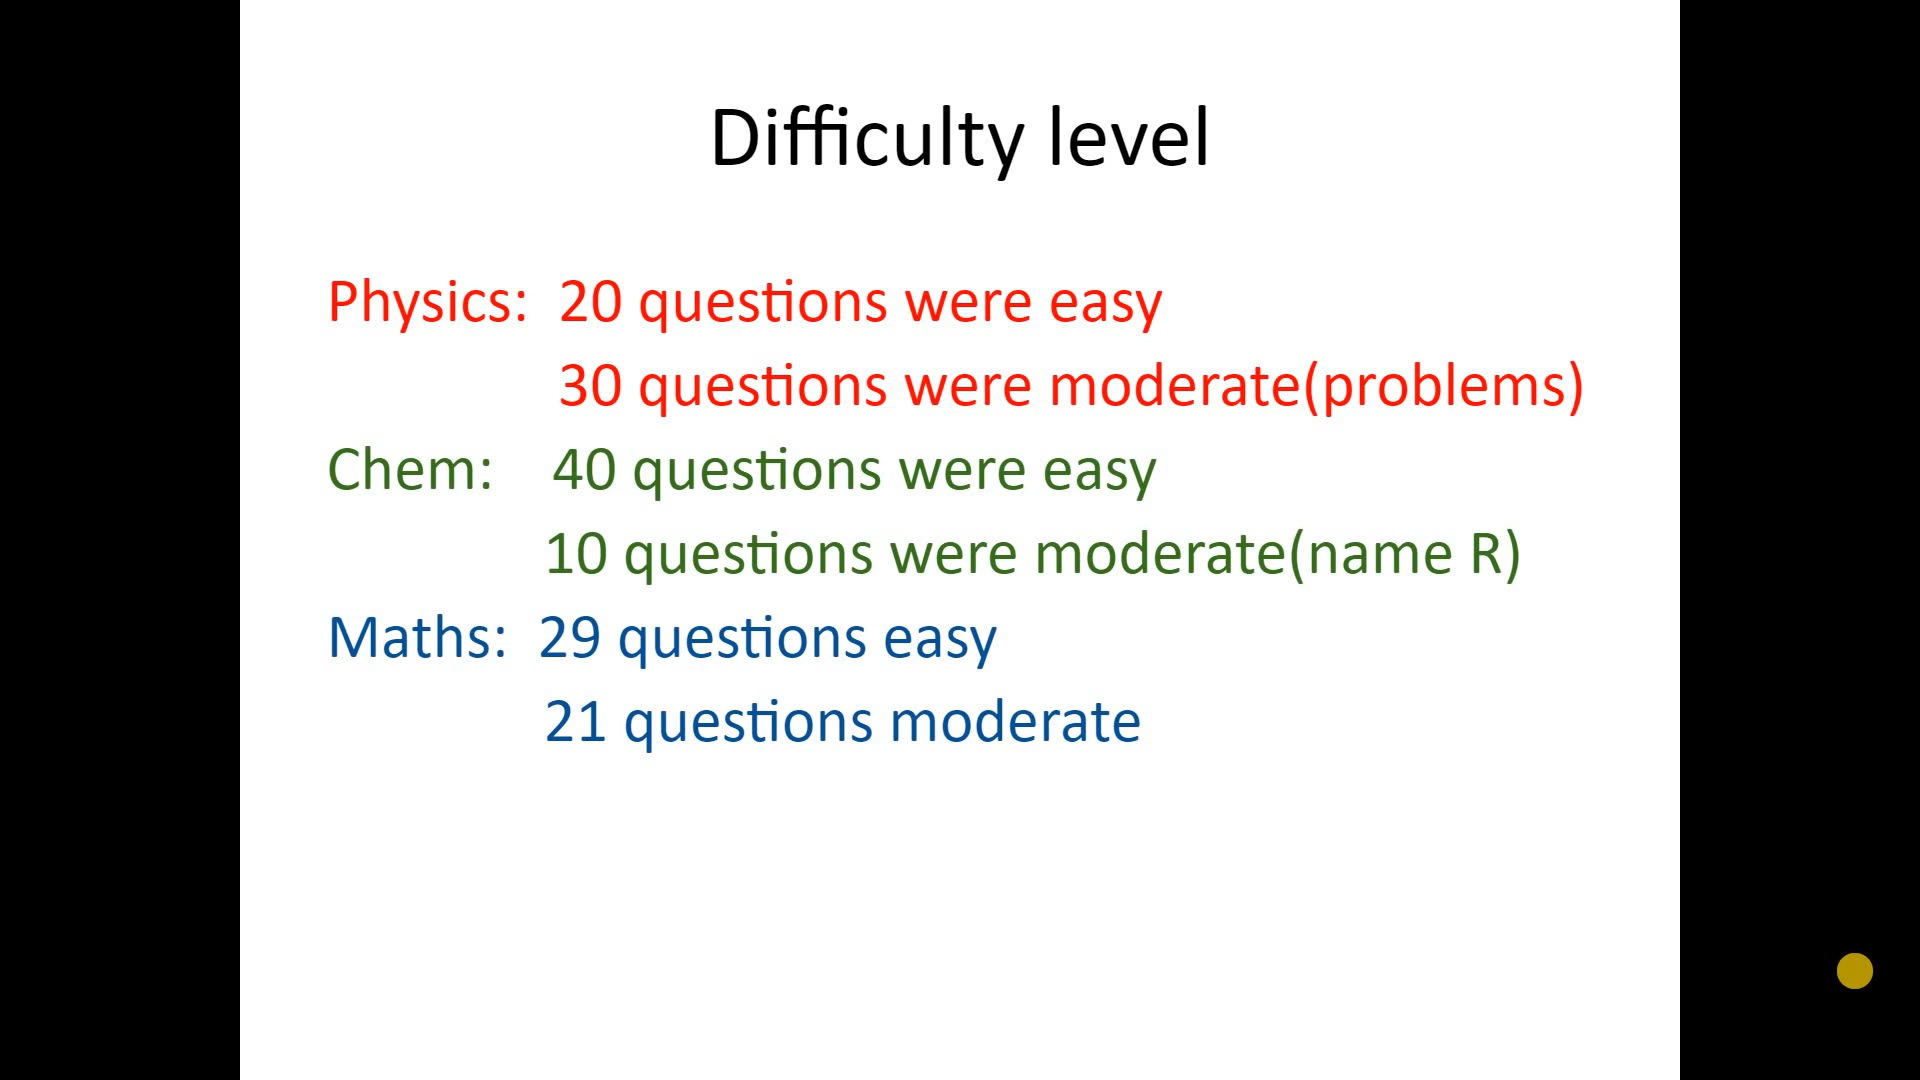 Difficulty level
Physics: 20 questions were easy
30 questions were moderate(problems)
Chem: 40 questions were easy
10 questions were moderate(name R)
Maths: 29 questions easy
21 questions moderate